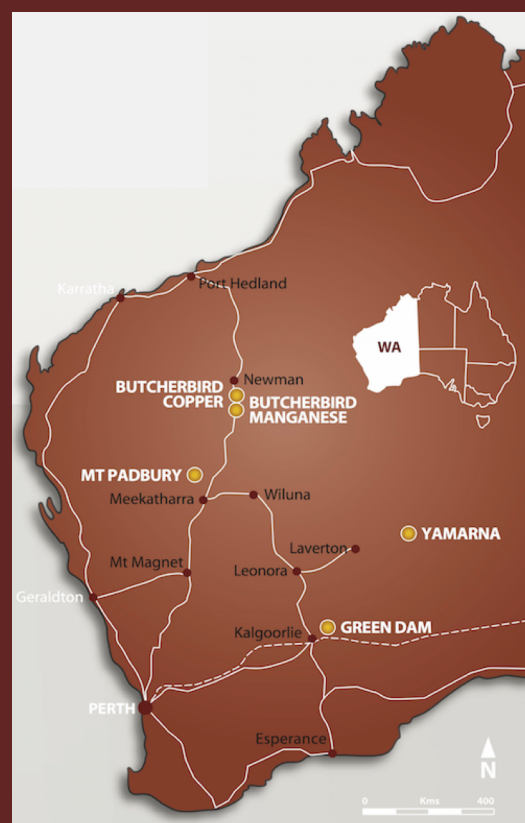 Karratha
Port Hedland
WA
Newman
BUTCHERBIRD
COPPER
BUTCHERBIRD
MANGANESE
MT PADBURY
Meekatharra
Wiluna
YAMARNA
Laverton
Mt Magnet
Leonora
Geraldton
GREEN DAM
Kalgoorlie
PERTH
Esperance
N
0 Kms 400